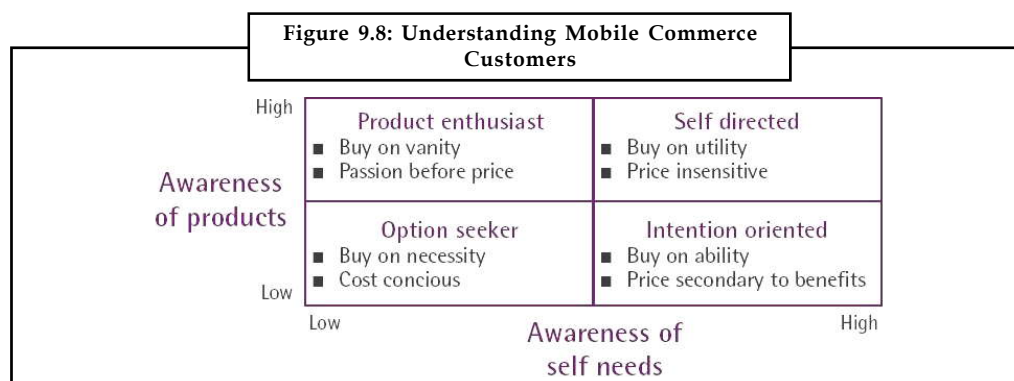 Figure 9.8: Understanding Mobile Commerce
Customers
High
Product enthusiast
■ Buy on vanity
■ Passion before price
Self directed
■ Buy on utility
■ Price insensitive
Awareness
of products
Option seeker
■ Buy on necessity
■ Cost concious
Intention oriented
■ Buy on ability
■ Price secondary to benefits
Low
Low
High
Awareness of
self needs